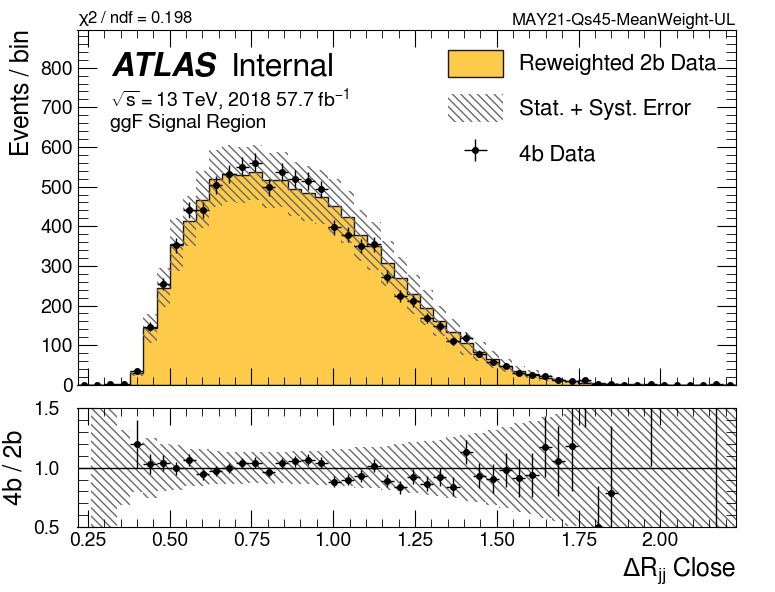 χ2 / ndf = 0.198
MAY21-Qs45-MeanWeight-UL
Events / bin
ATLAS Internal
√s = 13 TeV, 2018 57.7 fb⁻¹
ggF Signal Region
Reweighted 2b Data
Stat. + Syst. Error
4b Data
800
700
600
500
400
300
200
100
0
4b / 2b
1.5
1.0
0.5
0.25 0.50 0.75 1.00 1.25 1.50 1.75 2.00
ΔRjj Close